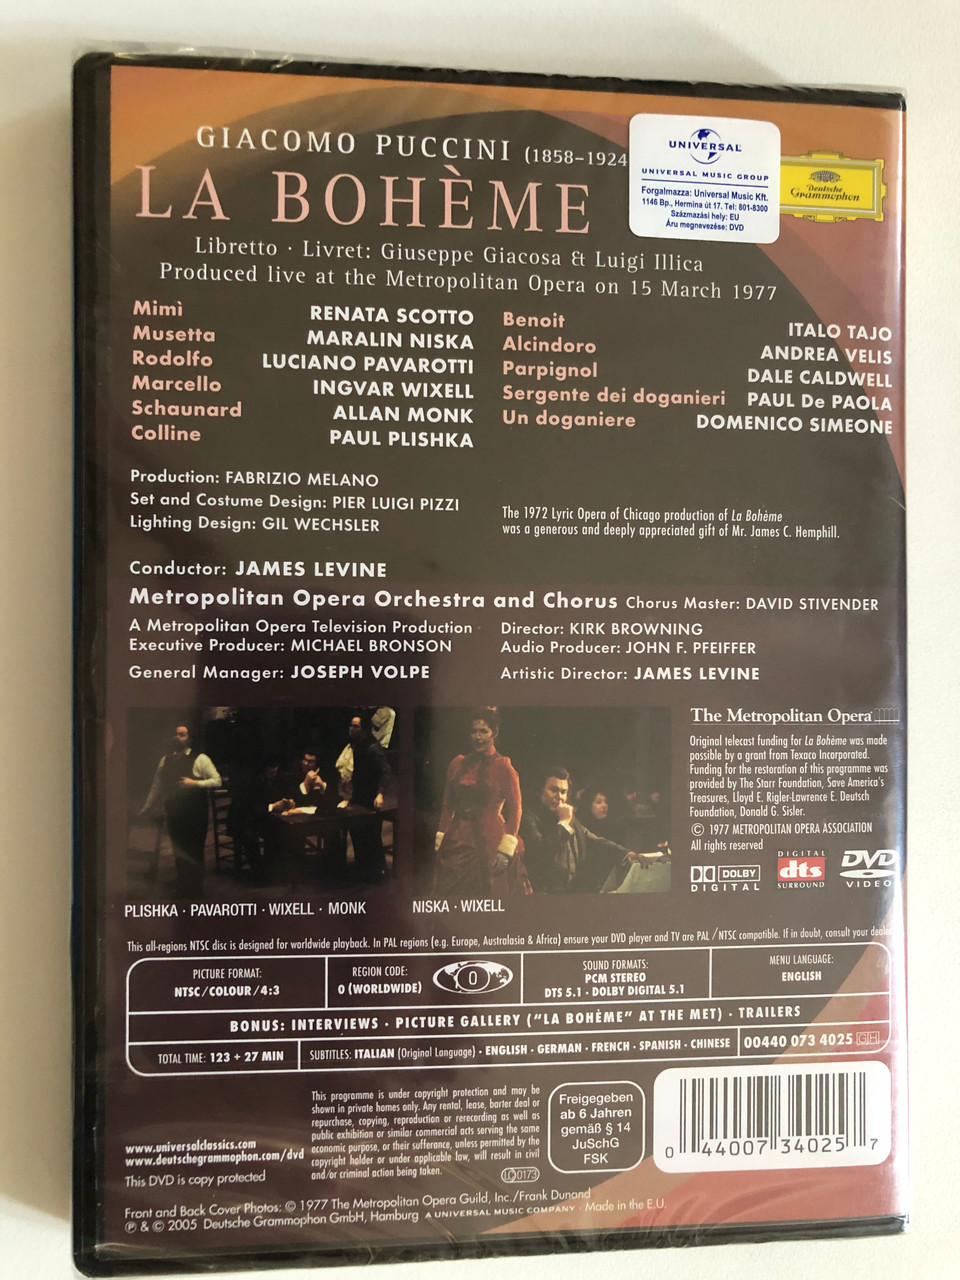 GIACOMO PUCCINI (1858–1924
LA BOHÈME
UNIVERSAL
UNIVERSAL MUSIC GROUP
Forgalmazza: Universal Music Kft.
1146 Bp., Hermina út 17. Tel: 801-8300
Származási hely: EU
Áru megnevezése: DVD
Deutsche
Grammophon
Libretto · Livret: Giuseppe Giacosa & Luigi Illica
Produced live at the Metropolitan Opera on 15 March 1977
Mimì RENATA SCOTTO
Musetta MARALIN NISKA
Rodolfo LUCIANO PAVAROTTI
Marcello INGVAR WIXELL
Schaunard ALLAN MONK
Colline PAUL PLISHKA
Benoit ITALO TAJO
Alcindoro ANDREA VELIS
Parpignol DALE CALDWELL
Sergente dei doganieri PAUL De PAOLA
Un doganiere DOMENICO SIMEONE
Production: FABRIZIO MELANO
Set and Costume Design: PIER LUIGI PIZZI
Lighting Design: GIL WECHSLER
The 1972 Lyric Opera of Chicago production of La Bohème
was a generous and deeply appreciated gift of Mr. James C. Hemphill.
Conductor: JAMES LEVINE
Metropolitan Opera Orchestra and Chorus Chorus Master: DAVID STIVENDER
A Metropolitan Opera Television Production
Executive Producer: MICHAEL BRONSON
General Manager: JOSEPH VOLPE
Director: KIRK BROWNING
Audio Producer: JOHN F. PFEIFFER
Artistic Director: JAMES LEVINE
The Metropolitan Opera
Original telecast funding for La Bohème was made
possible by a grant from Texaco Incorporated.
Funding for the restoration of this programme was
provided by The Starr Foundation, Save America's
Treasures, Lloyd E. Rigler-Lawrence E. Deutsch
Foundation, Donald G. Sisler.
© 1977 METROPOLITAN OPERA ASSOCIATION
All rights reserved
DOLBY
DIGITAL
DIGITAL
dts
SURROUND
DVD
VIDEO
PLISHKA · PAVAROTTI · WIXELL · MONK
NISKA · WIXELL
This all-regions NTSC disc is designed for worldwide playback. In PAL regions (e.g. Europe, Australasia & Africa) ensure your DVD player and TV are PAL/NTSC compatible. If in doubt, consult your dealer
PICTURE FORMAT:
NTSC/COLOUR/4:3
REGION CODE:
0 (WORLDWIDE)
0
SOUND FORMATS:
PCM STEREO
DTS 5.1 · DOLBY DIGITAL 5.1
MENU LANGUAGE:
ENGLISH
BONUS: INTERVIEWS · PICTURE GALLERY ("LA BOHÈME" AT THE MET) · TRAILERS
TOTAL TIME: 123 + 27 MIN
SUBTITLES: ITALIAN (Original Language) · ENGLISH · GERMAN · FRENCH · SPANISH · CHINESE
00440 073 4025 GH
www.universalclassics.com
www.deutschegrammophon.com/dvd
This DVD is copy protected
This programme is under copyright protection and may be
shown in private homes only. Any rental, lease, barter deal or
repurchase, copying, reproduction or rerecording as well as
public exhibition or similar commercial acts serving the same
economic purpose, or their sufferance, unless permitted by the
copyright holder or under applicable law, will result in civil
and/or criminal action being taken.
LC 0173
Freigegeben
ab 6 Jahren
gemäß § 14
JuSchG
FSK
0 44007 34025 7
Front and Back Cover Photos: © 1977 The Metropolitan Opera Guild, Inc./Frank Dunand
℗ & © 2005 Deutsche Grammophon GmbH, Hamburg A UNIVERSAL MUSIC COMPANY · Made in the E.U.